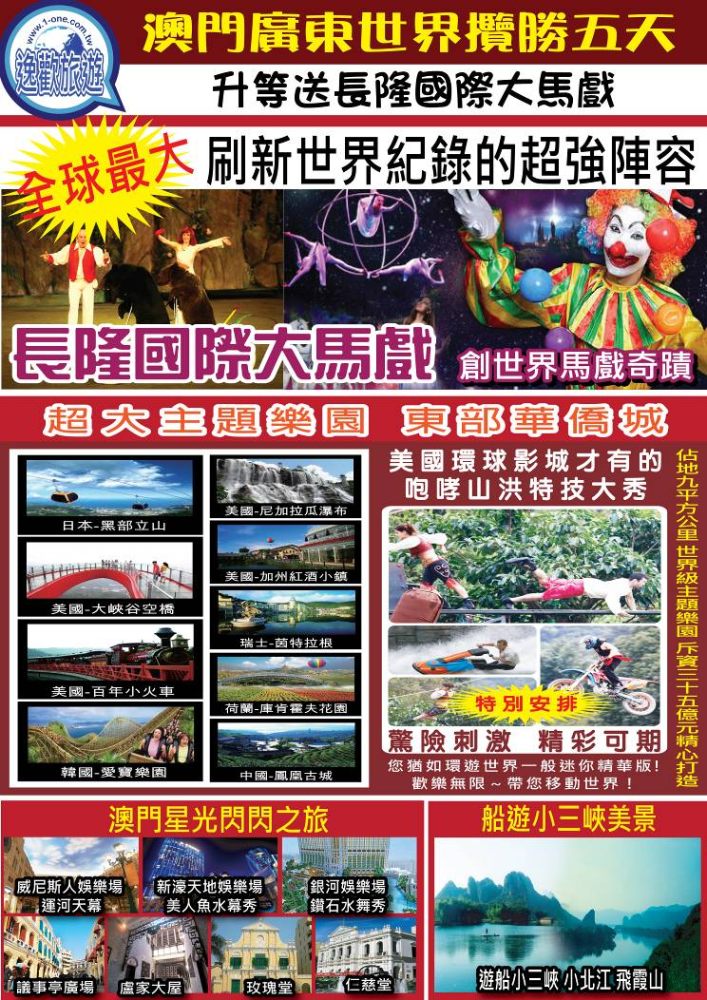 www.1-one.com.tw
逸歡旅遊
澳門廣東世界攬勝五天
升等送長隆國際大馬戲
全球最大
刷新世界紀錄的超強陣容
長隆國際大馬戲
創世界馬戲奇蹟
超大主題樂園 東部華僑城
日本-黑部立山
美國-大峽谷空橋
美國-百年小火車
韓國-愛寶樂園
美國-尼加拉瓜瀑布
美國-加州紅酒小鎮
瑞士-茵特拉根
荷蘭-庫肯霍夫花園
中國-鳳凰古城
美國環球影城才有的
咆哮山洪特技大秀
特別安排
驚險刺激 精彩可期
您猶如環遊世界一般迷你精華版!
歡樂無限~帶您移動世界!
佔地九平方公里 世界級主題樂園 斥資三十五億元精心打造
澳門星光閃閃之旅
威尼斯人娛樂場
運河天幕
新濠天地娛樂場
美人魚水幕秀
銀河娛樂場
鑽石水舞秀
議事亭廣場
盧家大屋
玫瑰堂
仁慈堂
船遊小三峽美景
遊船小三峽 小北江 飛霞山